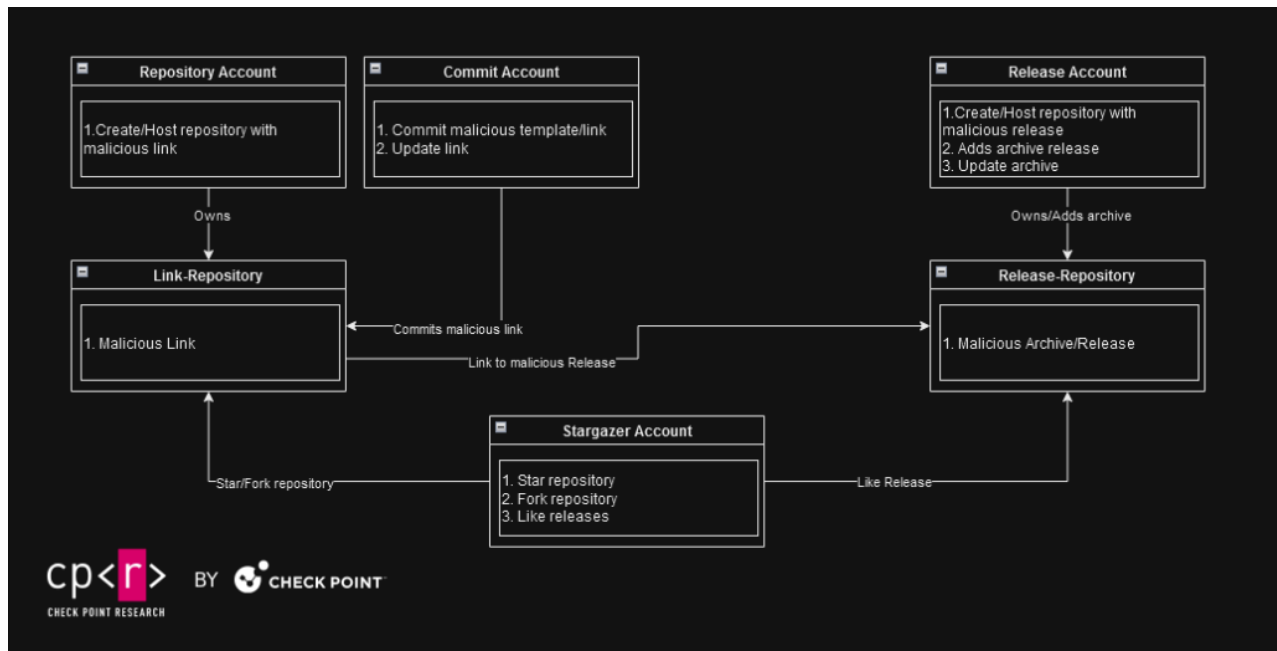 Repository Account
1.Create/Host repository with
malicious link
Commit Account
1. Commit malicious template/link
2. Update link
Release Account
1.Create/Host repository with
malicious release
2. Adds archive release
3. Update archive
Owns
Owns/Adds archive
Link-Repository
1. Malicious Link
Release-Repository
1. Malicious Archive/Release
Commits malicious link
Link to malicious Release
Stargazer Account
1. Star repository
2. Fork repository
3. Like releases
Star/Fork repository
Like Release
cp<r>
CHECK POINT RESEARCH
BY
CHECK POINT